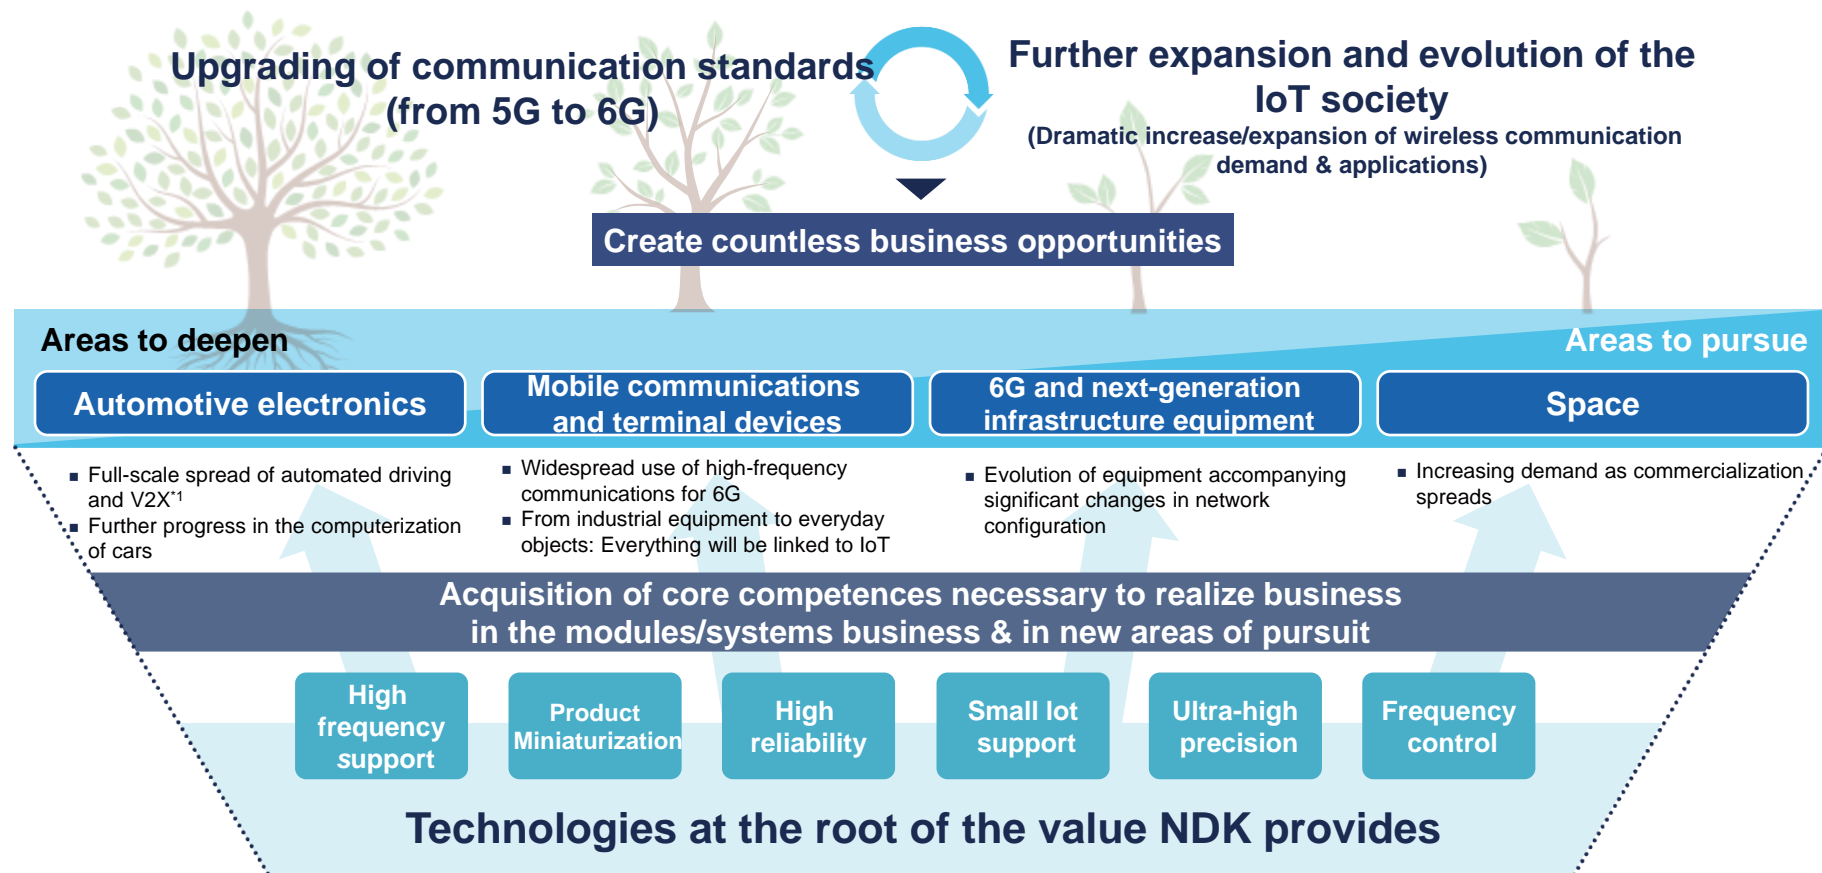 Upgrading of communication standards
(from 5G to 6G)
Further expansion and evolution of the
IoT society
(Dramatic increase/expansion of wireless communication
demand & applications)
Create countless business opportunities
Areas to deepen
Areas to pursue
Automotive electronics
Mobile communications
and terminal devices
6G and next-generation
infrastructure equipment
Space
■ Full-scale spread of automated driving
and V2X*1
■ Further progress in the computerization
of cars
■ Widespread use of high-frequency
communications for 6G
■ From industrial equipment to everyday
objects: Everything will be linked to IoT
■ Evolution of equipment accompanying
significant changes in network
configuration
■ Increasing demand as commercialization
spreads
Acquisition of core competences necessary to realize business
in the modules/systems business & in new areas of pursuit
High
frequency
support
Product
Miniaturization
High
reliability
Small lot
support
Ultra-high
precision
Frequency
control
Technologies at the root of the value NDK provides